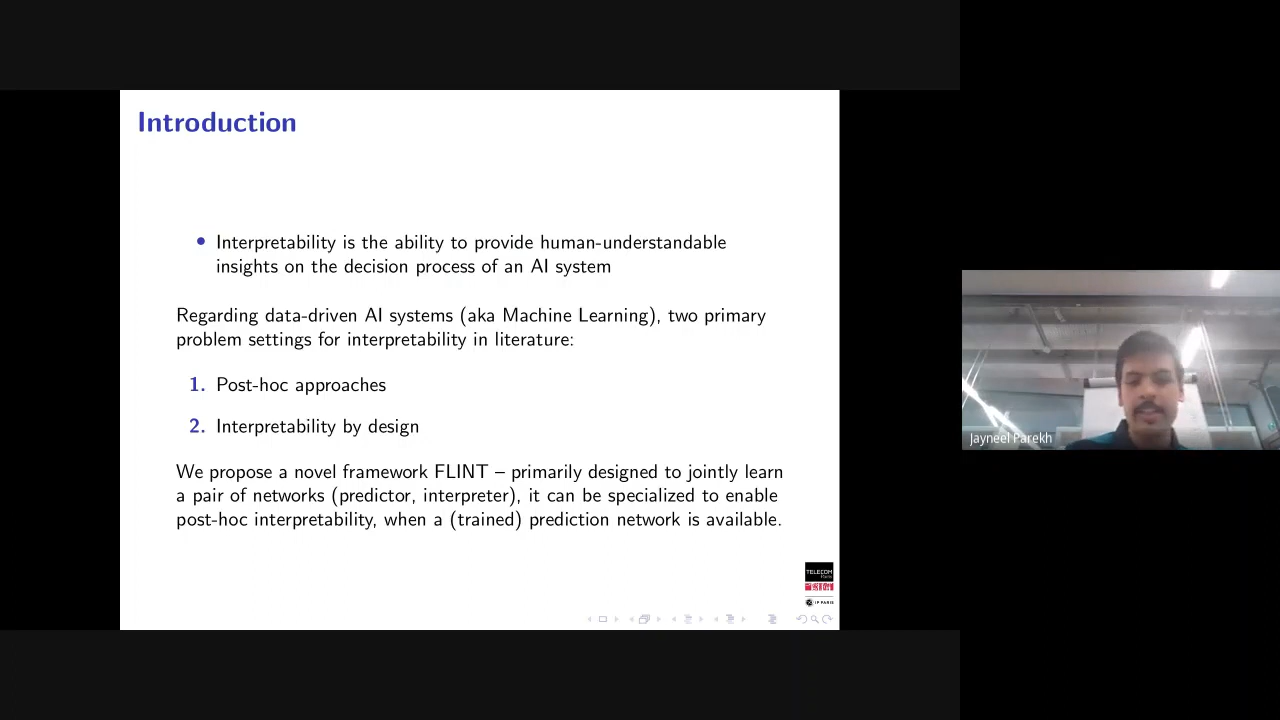 Introduction
• Interpretability is the ability to provide human-understandable
insights on the decision process of an AI system
Regarding data-driven AI systems (aka Machine Learning), two primary
problem settings for interpretability in literature:
1. Post-hoc approaches
2. Interpretability by design
We propose a novel framework FLINT – primarily designed to jointly learn
a pair of networks (predictor, interpreter), it can be specialized to enable
post-hoc interpretability, when a (trained) prediction network is available.
Jayneel Parekh
TELECOM
Paris
IP PARIS